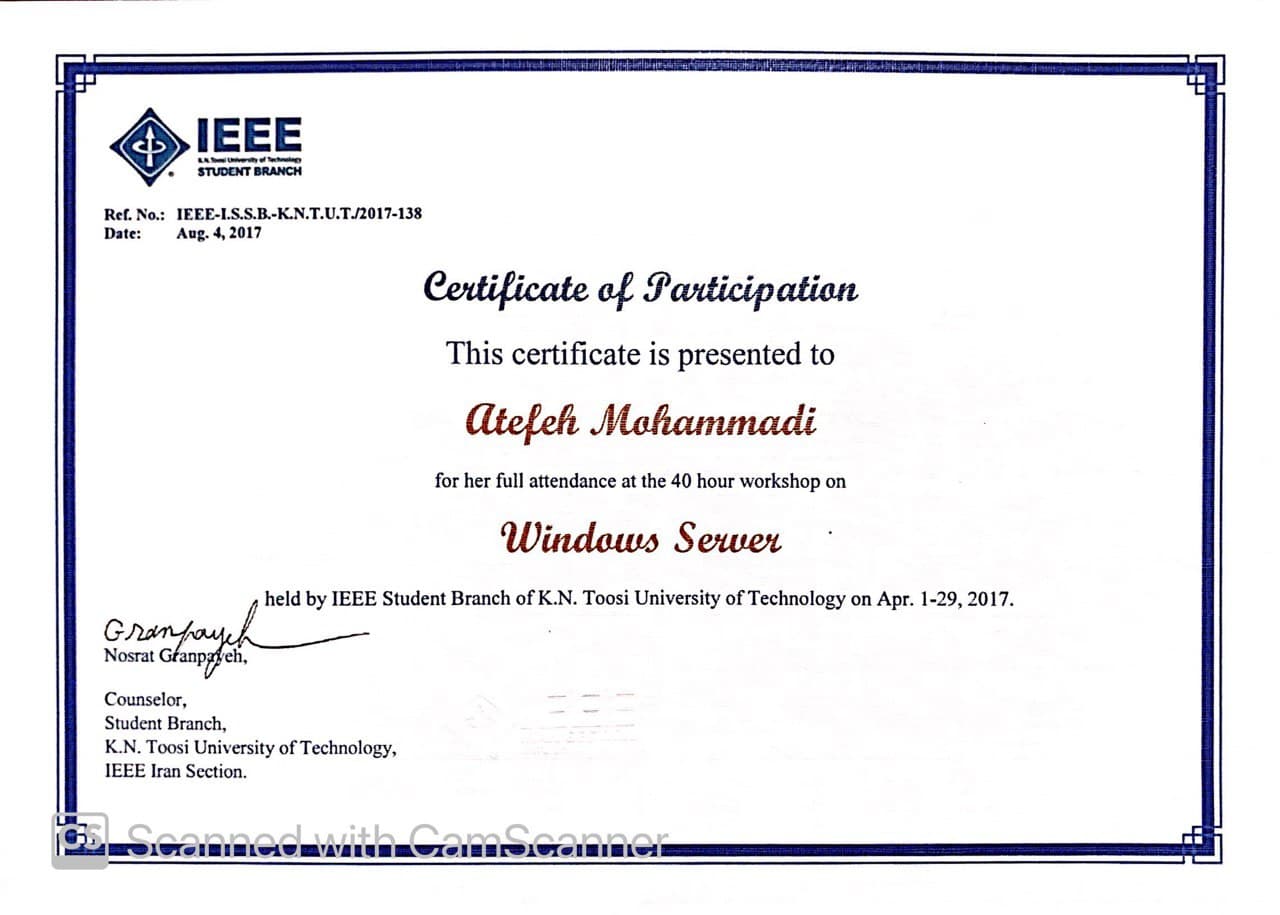 IEEE
K.N. Toosi University of Technology
STUDENT BRANCH
Ref. No.: IEEE-I.S.S.B.-K.N.T.U.T./2017-138
Date: Aug. 4, 2017
Certificate of Participation
This certificate is presented to
Atefeh Mohammadi
for her full attendance at the 40 hour workshop on
Windows Server
held by IEEE Student Branch of K.N. Toosi University of Technology on Apr. 1-29, 2017.
Granpayeh
Nosrat Granpayeh,
Counselor,
Student Branch,
K.N. Toosi University of Technology,
IEEE Iran Section.
CS Scanned with CamScanner